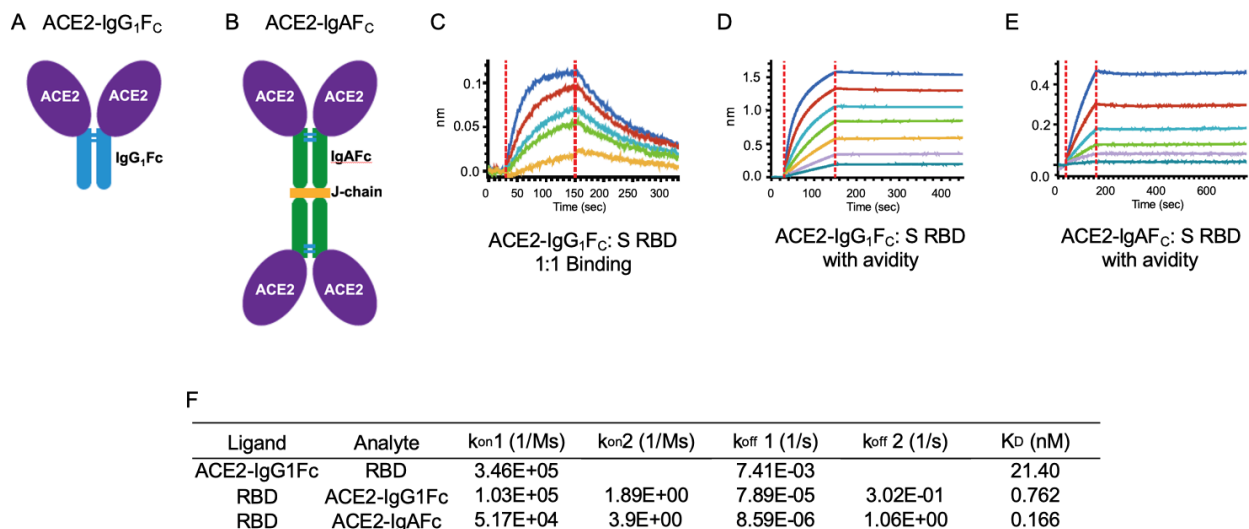 A ACE2-IgG₁F꜀
B ACE2-IgAF꜀
C
D
E
ACE2 ACE2
IgG₁Fc
ACE2 ACE2
IgAFc
J-chain
ACE2 ACE2
nm
0.1
0.05
0.0
0 50 100 150 200 250 300
Time (sec)
ACE2-IgG₁F꜀: S RBD
1:1 Binding
nm
1.5
1.0
0.5
0.0
0 100 200 300 400
Time (sec)
ACE2-IgG₁F꜀: S RBD
with avidity
nm
0.4
0.2
0.0
0 200 400 600
Time (sec)
ACE2-IgAF꜀: S RBD
with avidity
F
Ligand Analyte kon1 (1/Ms) kon2 (1/Ms) koff 1 (1/s) koff 2 (1/s) KD (nM)
ACE2-IgG1Fc RBD 3.46E+05 7.41E-03 21.40
RBD ACE2-IgG1Fc 1.03E+05 1.89E+00 7.89E-05 3.02E-01 0.762
RBD ACE2-IgAFc 5.17E+04 3.9E+00 8.59E-06 1.06E+00 0.166